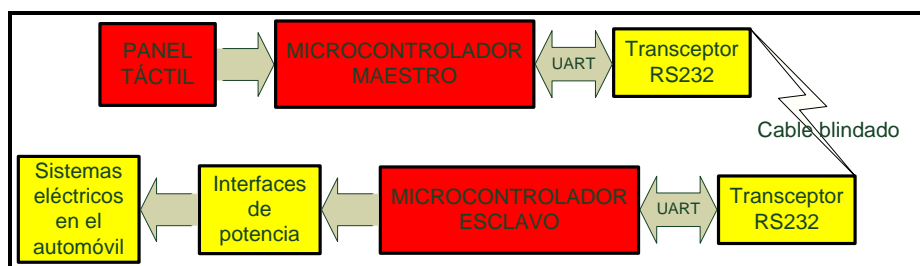 PANEL
TÁCTIL
MICROCONTROLADOR
MAESTRO
UART
Transceptor
RS232
Cable blindado
Sistemas
eléctricos
en el
automóvil
Interfaces
de
potencia
MICROCONTROLADOR
ESCLAVO
UART
Transceptor
RS232